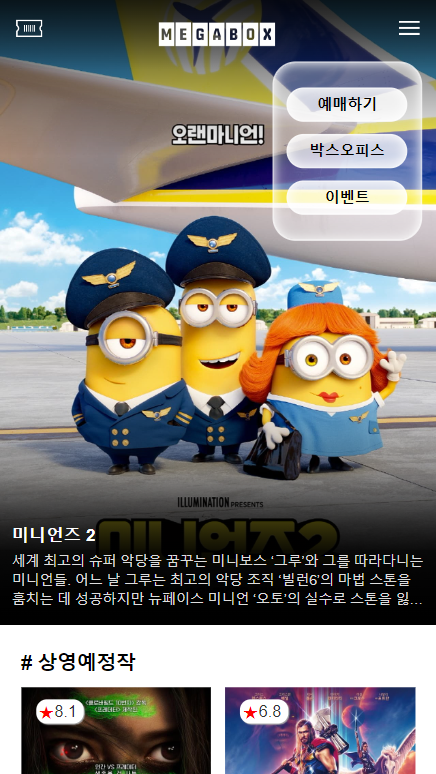 MEGABOX
예매하기
오랜마니언!
박스오피스
이벤트
ILLUMINATION PRESENTS
미니언즈2
미니언즈 2
세계 최고의 슈퍼 악당을 꿈꾸는 미니보스 ‘그루’와 그를 따라다니는
미니언들. 어느 날 그루는 최고의 악당 조직 ‘빌런6’의 마법 스톤을
훔치는 데 성공하지만 뉴페이스 미니언 ‘오토’의 실수로 스톤을 잃...
# 상영예정작
★8.1
★6.8